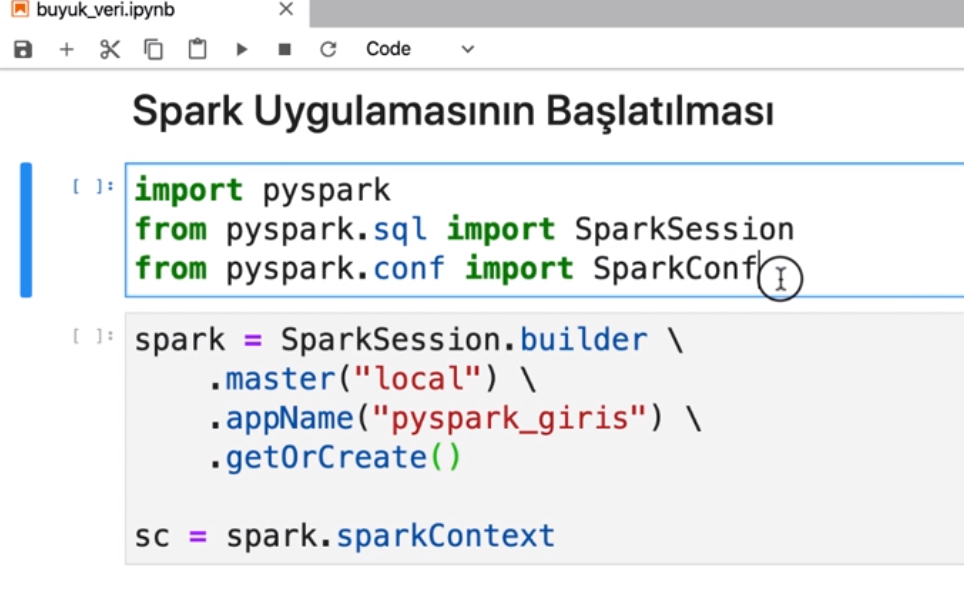 buyuk_veri.ipynb
Code
Spark Uygulamasının Başlatılması
[ ]:
import pyspark
from pyspark.sql import SparkSession
from pyspark.conf import SparkConf
[ ]:
spark = SparkSession.builder \
    .master("local") \
    .appName("pyspark_giris") \
    .getOrCreate()
sc = spark.sparkContext